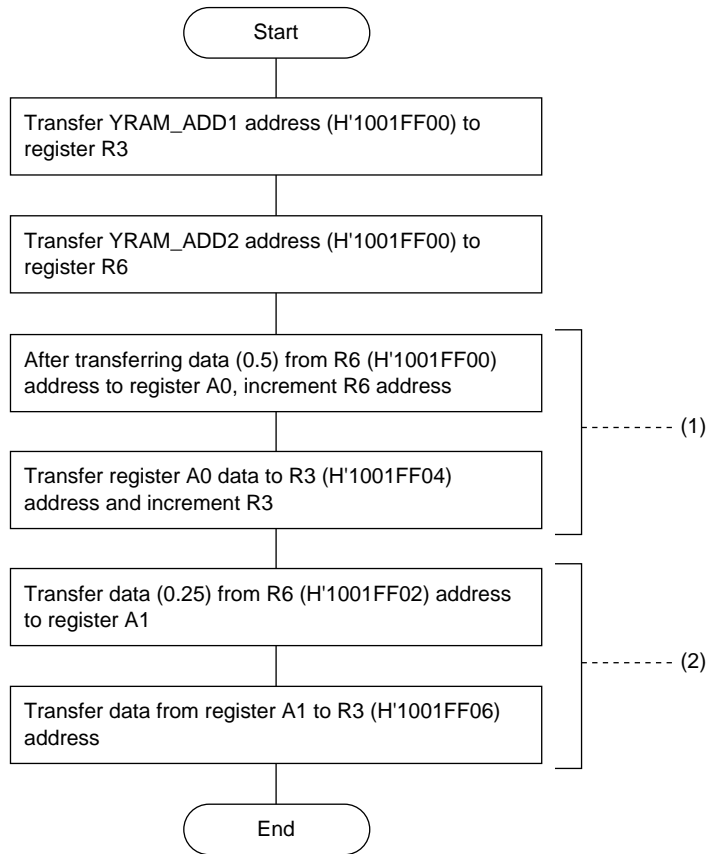 Start
Transfer YRAM_ADD1 address (H'1001FF00) to
register R3
Transfer YRAM_ADD2 address (H'1001FF00) to
register R6
After transferring data (0.5) from R6 (H'1001FF00)
address to register A0, increment R6 address
(1)
Transfer register A0 data to R3 (H'1001FF04)
address and increment R3
Transfer data (0.25) from R6 (H'1001FF02) address
to register A1
(2)
Transfer data from register A1 to R3 (H'1001FF06)
address
End